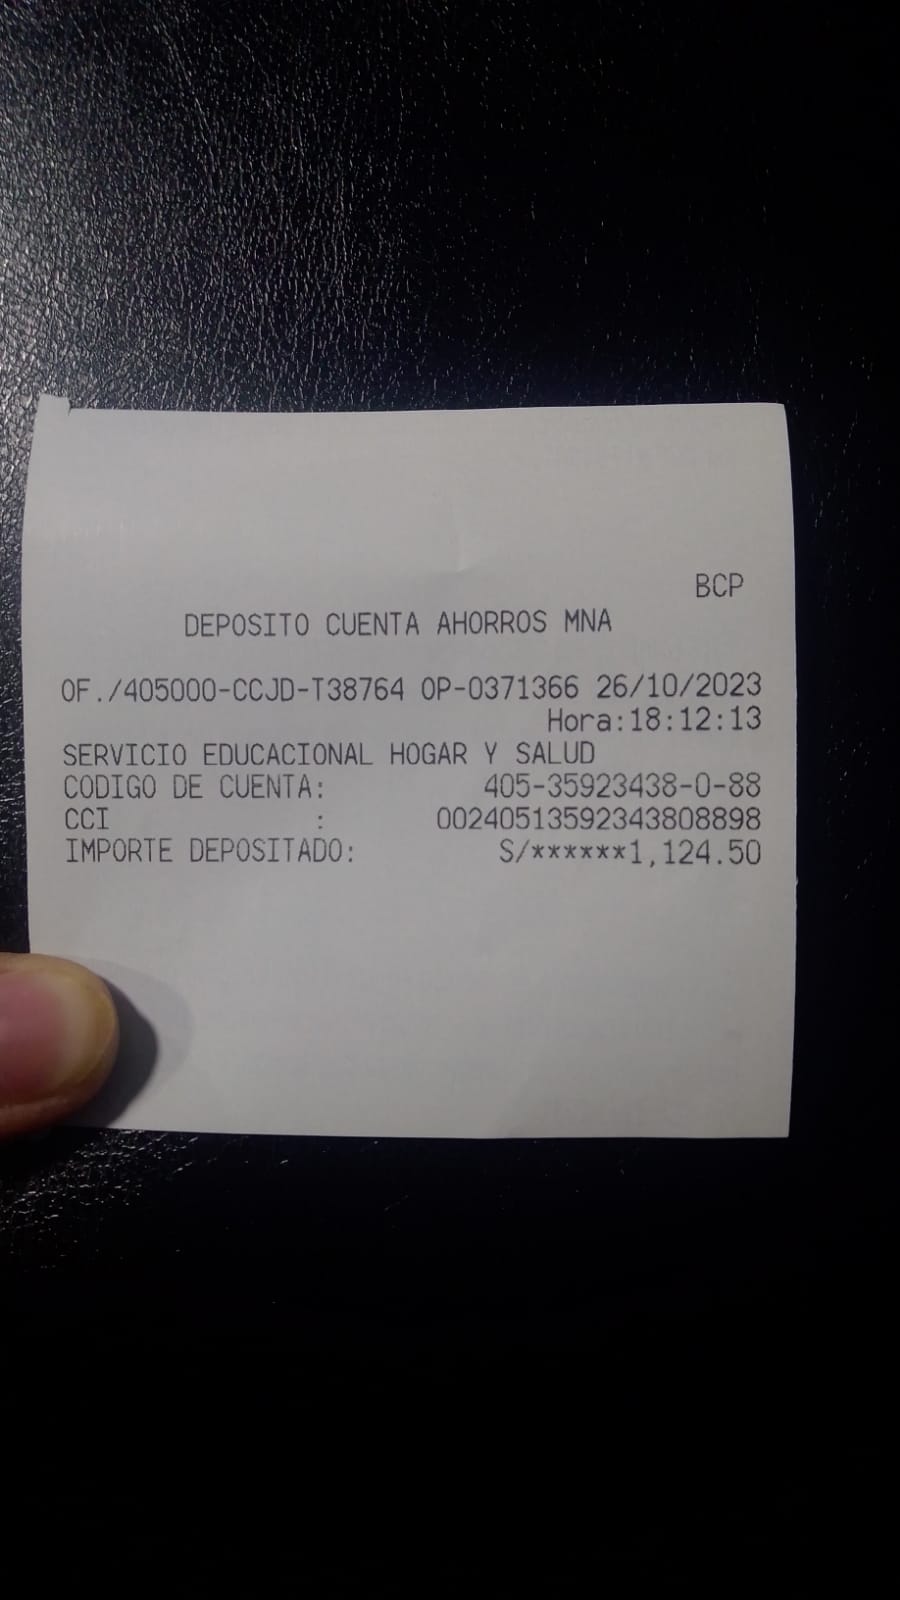 BCP
DEPOSITO CUENTA AHORROS MNA
OF./405000-CCJD-T38764 OP-0371366 26/10/2023
Hora:18:12:13
SERVICIO EDUCACIONAL HOGAR Y SALUD
CODIGO DE CUENTA: 405-35923438-0-88
CCI : 00240513592343808898
IMPORTE DEPOSITADO: S/******1,124.50